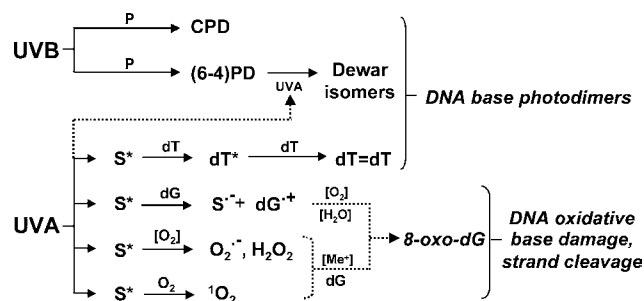 UVB P CPD
P (6-4)PD UVA Dewar isomers
DNA base photodimers
UVA
S* dT dT* dT dT=dT
S* dG S·⁻ + dG·⁺ [O₂] [H₂O]
S* [O₂] O₂·⁻, H₂O₂
[Me⁺] dG
S* O₂ ¹O₂
8-oxo-dG
DNA oxidative
base damage,
strand cleavage